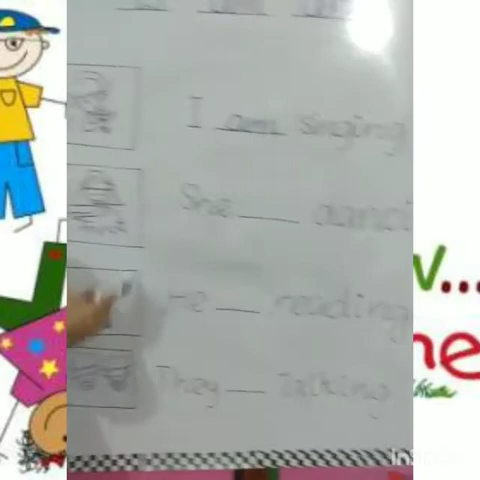 I am singing
She ___ danci
He ___ reading
They ___ Talking